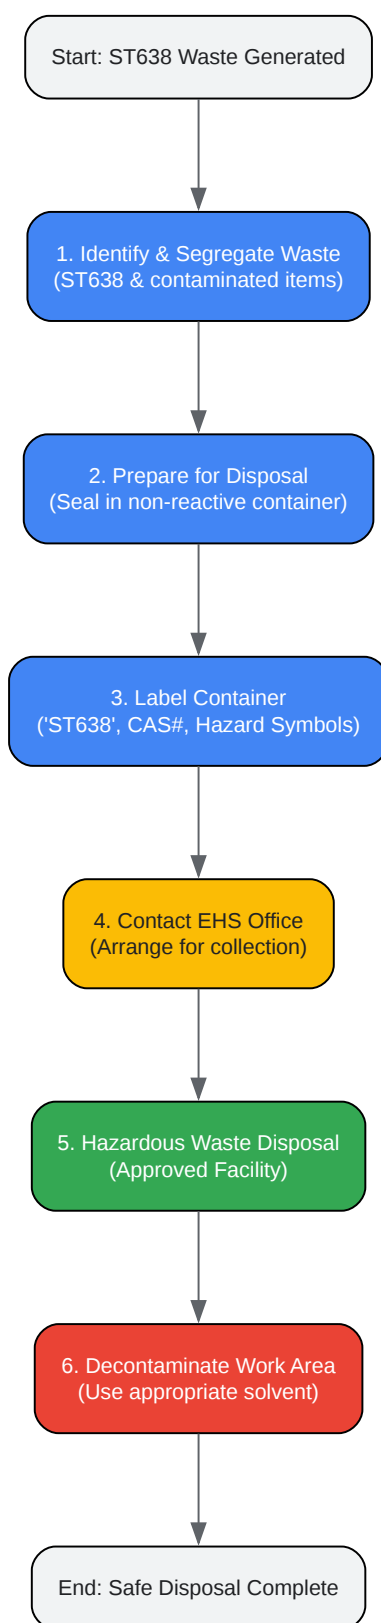 Start: ST638 Waste Generated
1. Identify & Segregate Waste
(ST638 & contaminated items)
2. Prepare for Disposal
(Seal in non-reactive container)
3. Label Container
('ST638', CAS#, Hazard Symbols)
4. Contact EHS Office
(Arrange for collection)
5. Hazardous Waste Disposal
(Approved Facility)
6. Decontaminate Work Area
(Use appropriate solvent)
End: Safe Disposal Complete